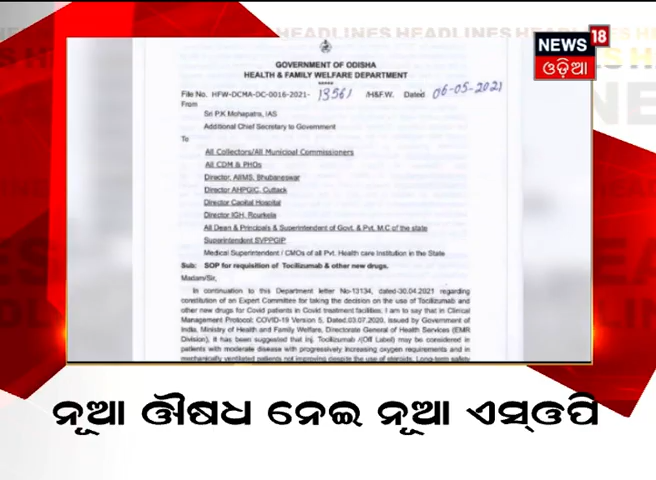 HEADLINES HEADLINES HEADLINES
NEWS 18
ଓଡ଼ିଆ
GOVERNMENT OF ODISHA
HEALTH & FAMILY WELFARE DEPARTMENT
*****
File No. HFW-DCMA-DC-0016-2021- 13561 /H&F.W. Dated 06-05-2021
From
Sri P.K Mohapatra, IAS
Additional Chief Secretary to Government
To
All Collectors/All Municipal Commissioners
All CDM & PHOs
Director, AIIMS, Bhubaneswar
Director AHPGIC, Cuttack
Director Capital Hospital
Director IGH, Rourkela
All Dean & Principals & Superintendent of Govt. & Pvt. M.C of the state
Superintendent SVPPGIP
Medical Superintendent / CMOs of all Pvt. Health care Institution in the State
Sub: SOP for requisition of Tocilizumab & other new drugs.
Madam/Sir,
In continuation to this Department letter No-13134, dated-30.04.2021 regarding
constitution of an Expert Committee for taking the decision on the use of Tocilizumab and
other new drugs for Covid patients in Covid treatment facilities, I am to say that in Clinical
Management Protocol: COVID-19 Version 5, Dated.03.07.2020, issued by Government of
India, Ministry of Health and Family Welfare, Directorate General of Health Services (EMR
Division), it has been suggested that Inj. Tocilizumab /(Off Label) may be considered in
patients with moderate disease with progressively increasing oxygen requirements and in
mechanically ventilated patients not improving despite the use of steroids. Long-term safety
ନୂଆ ଔଷଧ ନେଇ ନୂଆ ଏସ୍ଓପି